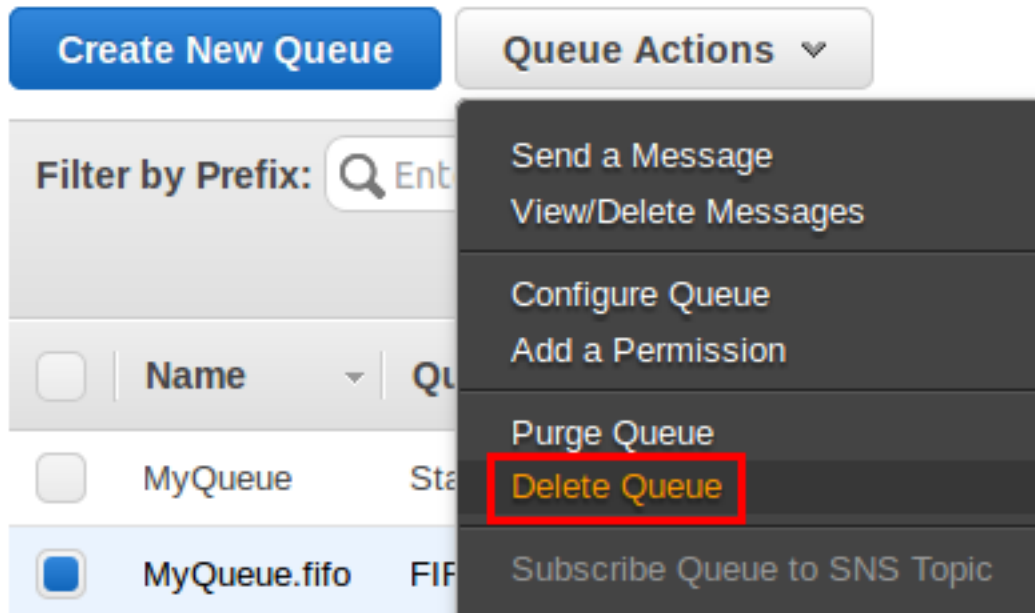 Create New Queue
Queue Actions
Filter by Prefix:
Send a Message
View/Delete Messages
Configure Queue
Add a Permission
Name
Purge Queue
MyQueue
Delete Queue
MyQueue.fifo
Subscribe Queue to SNS Topic